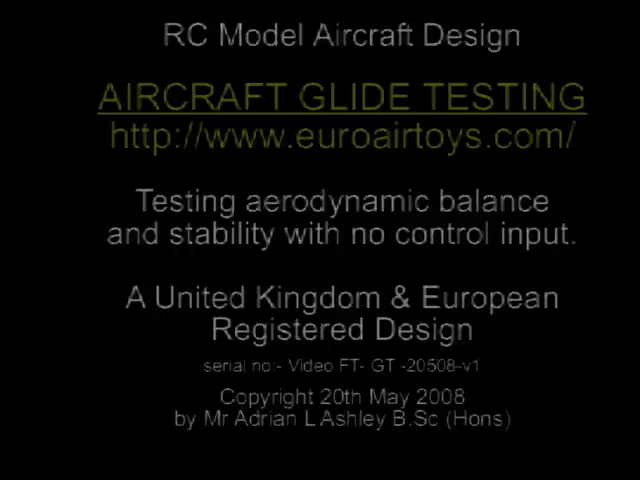 RC Model Aircraft Design
AIRCRAFT GLIDE TESTING
http://www.euroairtoys.com/
Testing aerodynamic balance
and stability with no control input.
A United Kingdom & European
Registered Design
serial no:- Video FT- GT -20508-v1
Copyright 20th May 2008
by Mr Adrian L Ashley B.Sc (Hons)